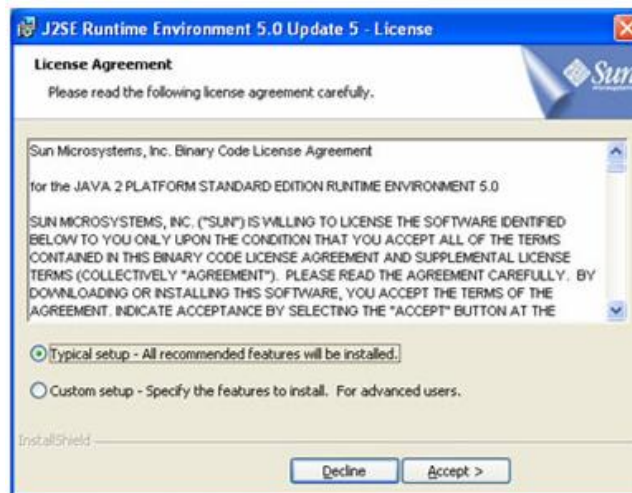 J2SE Runtime Environment 5.0 Update 5 - License
License Agreement
Please read the following license agreement carefully.
Sun
microsystems
Sun Microsystems, Inc. Binary Code License Agreement
for the JAVA 2 PLATFORM STANDARD EDITION RUNTIME ENVIRONMENT 5.0
SUN MICROSYSTEMS, INC. ("SUN") IS WILLING TO LICENSE THE SOFTWARE IDENTIFIED
BELOW TO YOU ONLY UPON THE CONDITION THAT YOU ACCEPT ALL OF THE TERMS
CONTAINED IN THIS BINARY CODE LICENSE AGREEMENT AND SUPPLEMENTAL LICENSE
TERMS (COLLECTIVELY "AGREEMENT"). PLEASE READ THE AGREEMENT CAREFULLY. BY
DOWNLOADING OR INSTALLING THIS SOFTWARE, YOU ACCEPT THE TERMS OF THE
AGREEMENT. INDICATE ACCEPTANCE BY SELECTING THE "ACCEPT" BUTTON AT THE
Typical setup - All recommended features will be installed.
Custom setup - Specify the features to install. For advanced users.
InstallShield
Decline
Accept >